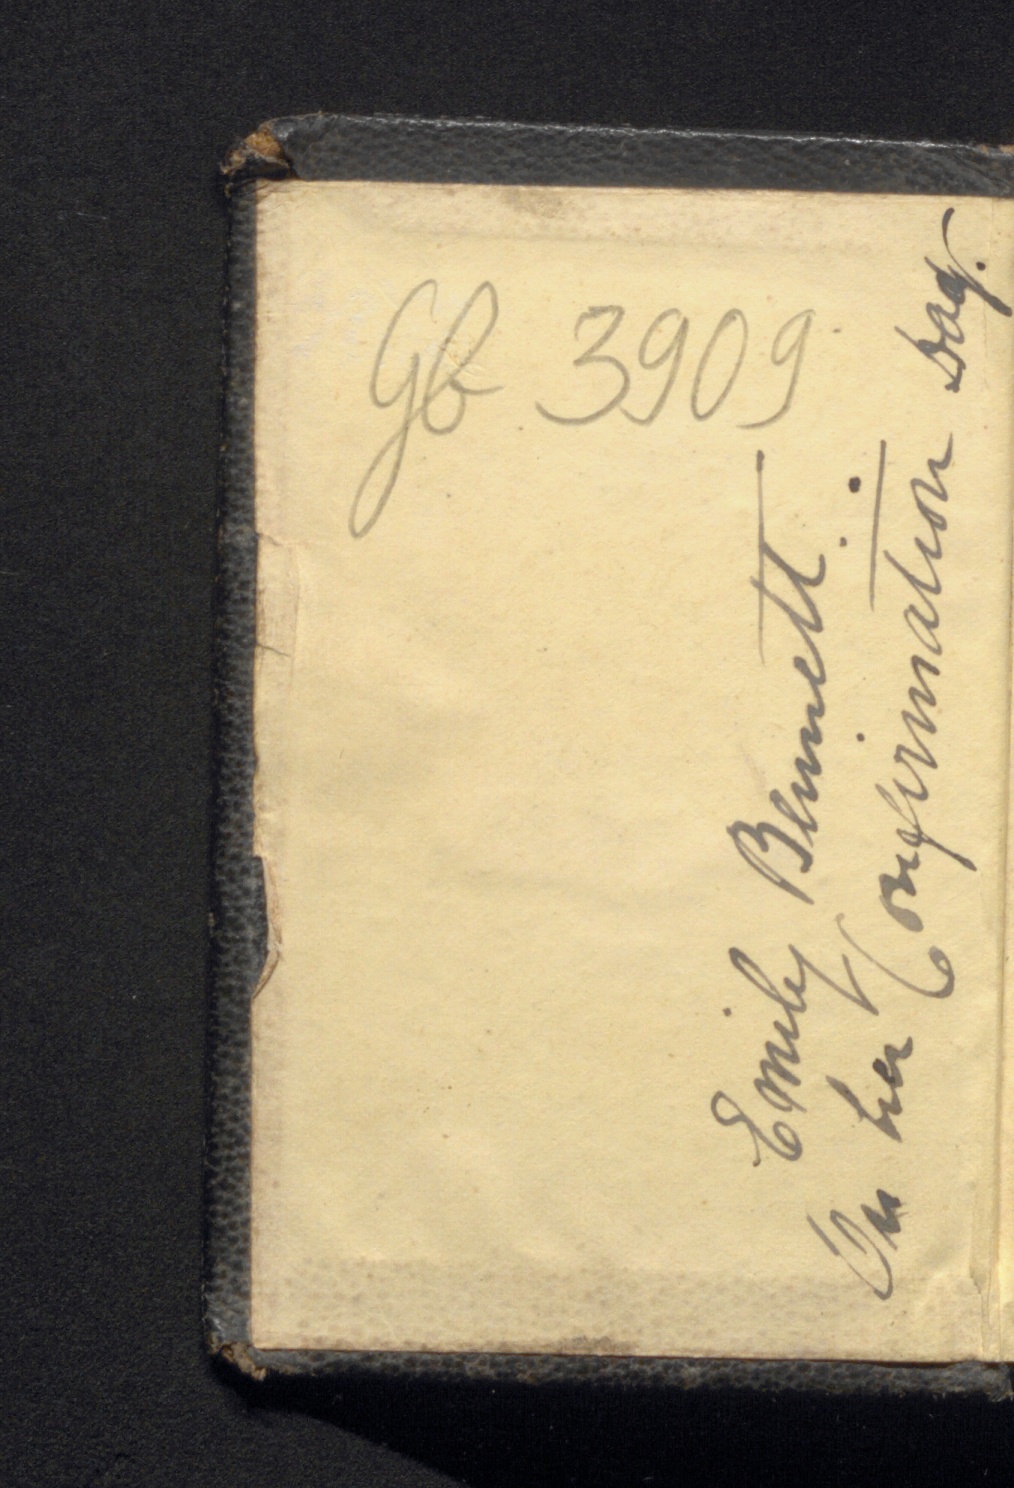 Gb 3909
Emily Bennett.
On her Confirmation Day.